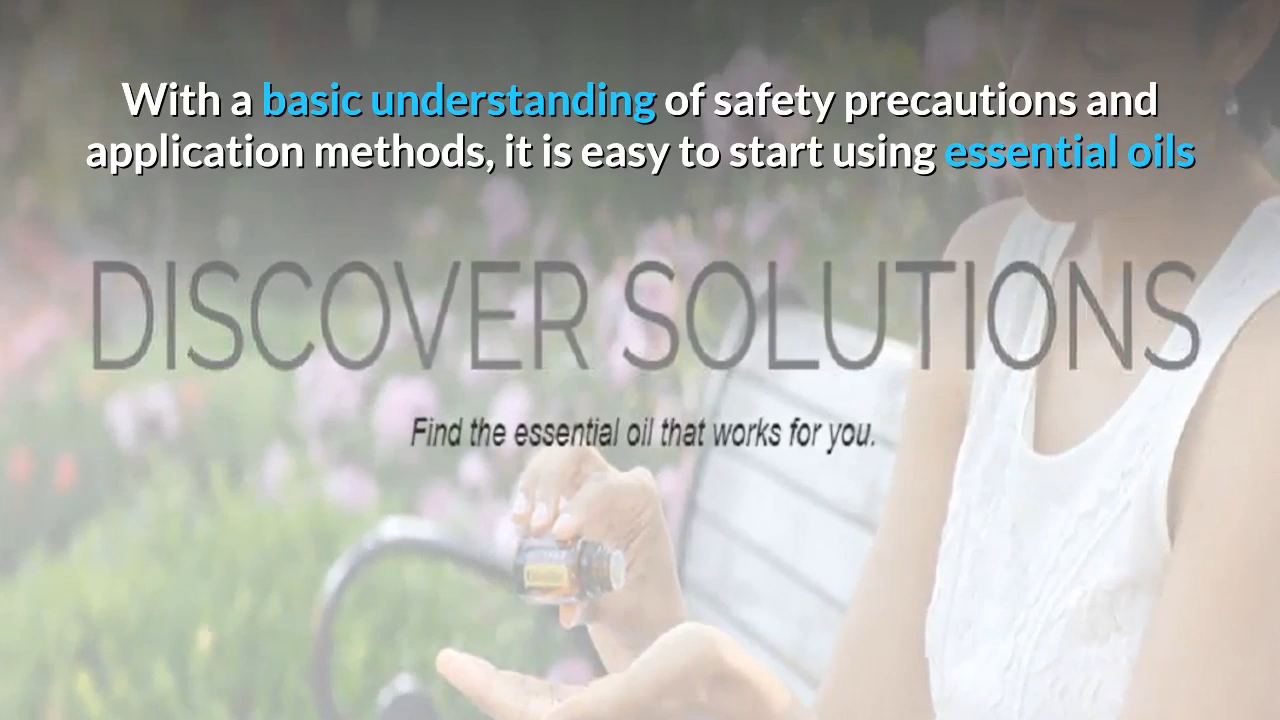 With a basic understanding of safety precautions and
application methods, it is easy to start using essential oils
DISCOVER SOLUTIONS
Find the essential oil that works for you.